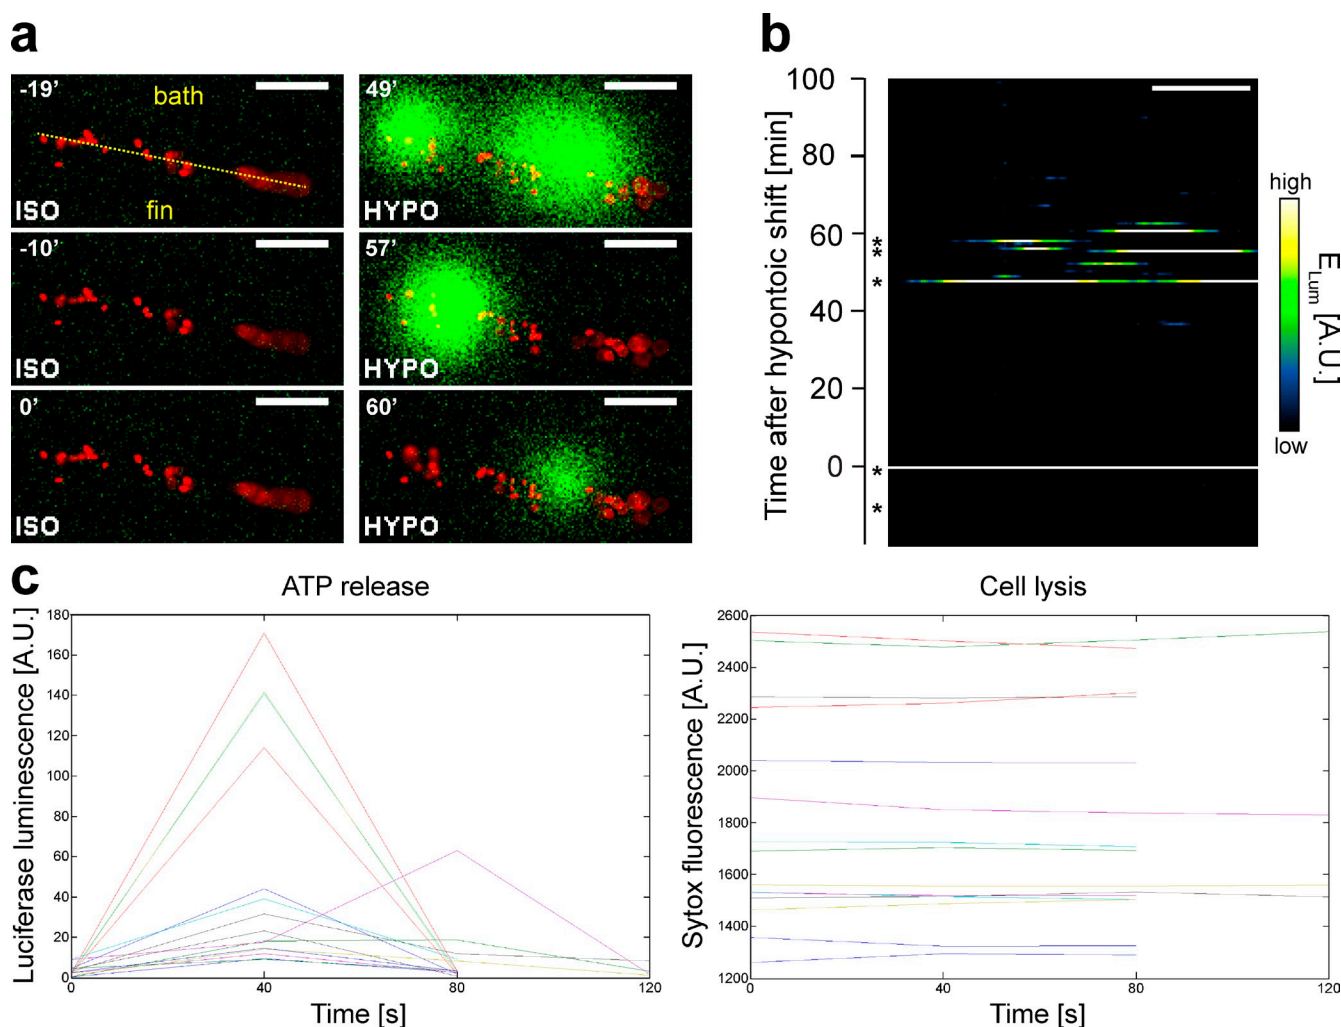 a
-19'
bath
fin
ISO
49'
HYPO
-10'
ISO
57'
HYPO
0'
ISO
60'
HYPO
b
Time after hypontoic shift [min]
100
80
60
40
20
0
*
*
*
*
*
high
low
E_Lum [A.U.]
c
ATP release
Luciferase luminescence [A.U.]
180
160
140
120
100
80
60
40
20
0
0
40
80
120
Time [s]
Cell lysis
Sytox fluorescence [A.U.]
2600
2400
2200
2000
1800
1600
1400
1200
0
40
80
120
Time [s]